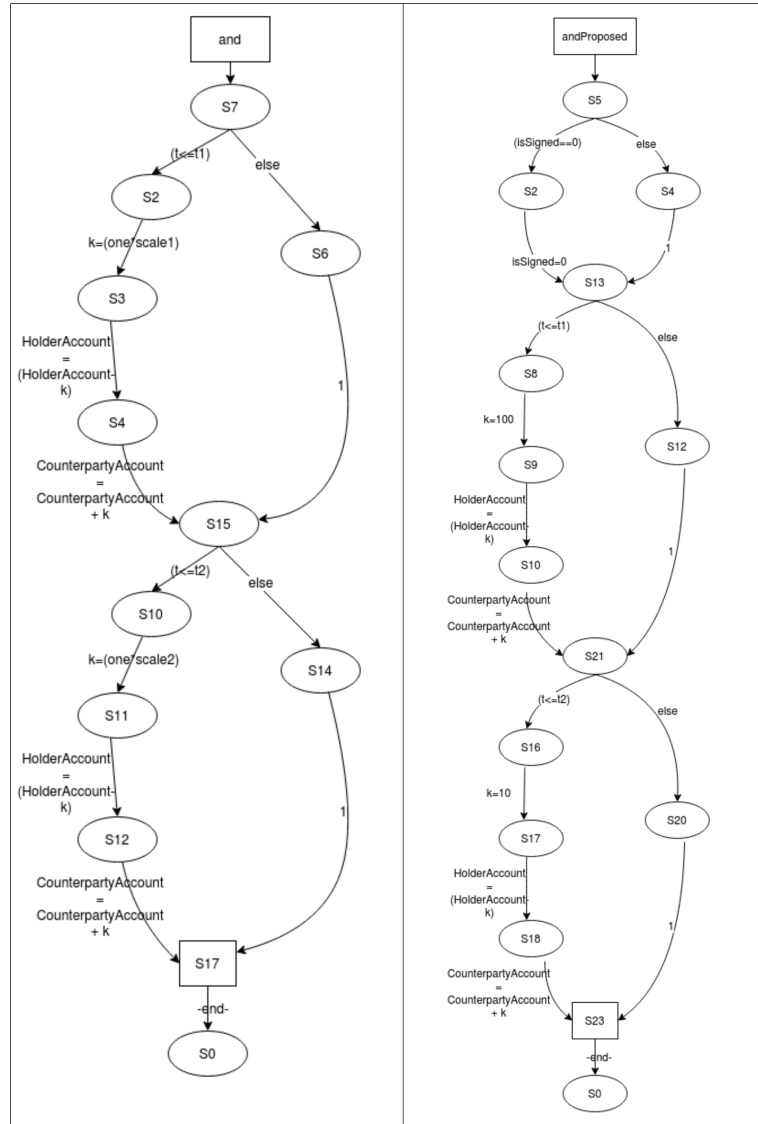 and
S7
(t<=t1)
else
S2
k=(one*scale1)
S6
S3
HolderAccount
=
(HolderAccount-
k)
1
S4
CounterpartyAccount
=
CounterpartyAccount
+ k
S15
(t<=t2)
else
S10
k=(one*scale2)
S14
S11
HolderAccount
=
(HolderAccount-
k)
1
S12
CounterpartyAccount
=
CounterpartyAccount
+ k
S17
-end-
S0
andProposed
S5
(isSigned==0)
else
S2
S4
1
isSigned=0
S13
(t<=t1)
else
S8
k=100
S12
S9
HolderAccount
=
(HolderAccount-
k)
1
S10
CounterpartyAccount
=
CounterpartyAccount
+ k
S21
(t<=t2)
else
S16
k=10
S20
S17
HolderAccount
=
(HolderAccount-
k)
1
S18
CounterpartyAccount
=
CounterpartyAccount
+ k
S23
-end-
S0